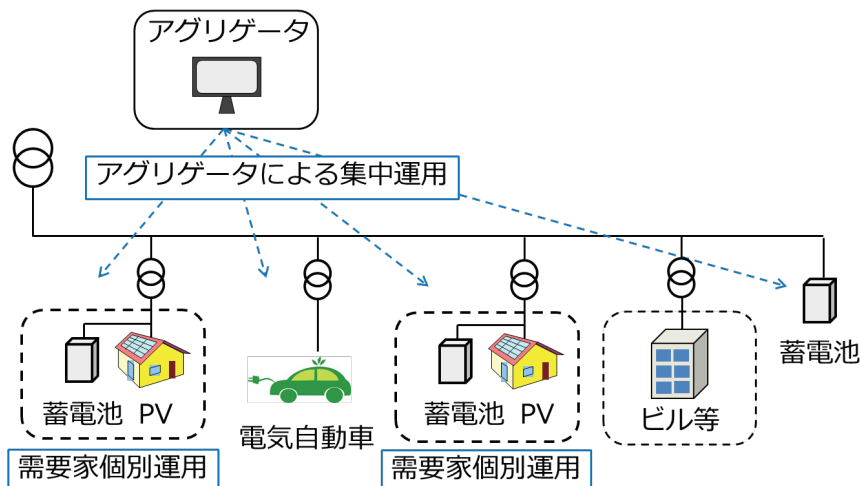 アグリゲータ
アグリゲータによる集中運用
蓄電池 PV
電気自動車
蓄電池 PV
ビル等
蓄電池
需要家個別運用
需要家個別運用